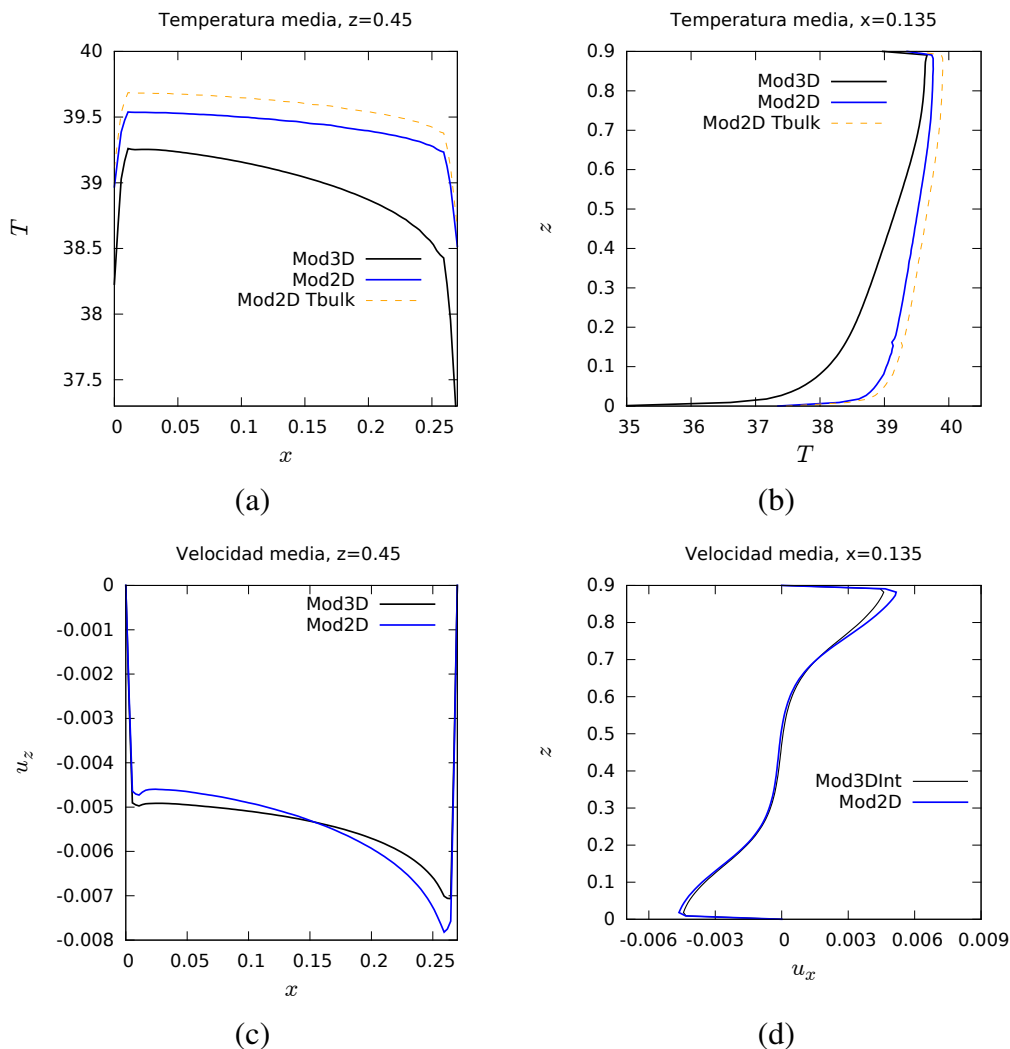 Temperatura media, z=0.45
40
39.5
39
38.5
38
37.5
T
Mod3D
Mod2D
Mod2D Tbulk
0 0.05 0.10 0.15 0.20 0.25
x
(a)
Temperatura media, x=0.135
0.9
0.8
0.7
0.6
0.5
0.4
0.3
0.2
0.1
0
z
Mod3D
Mod2D
Mod2D Tbulk
35 36 37 38 39 40
T
(b)
Velocidad media, z=0.45
0
-0.001
-0.002
-0.003
-0.004
-0.005
-0.006
-0.007
-0.008
u_z
Mod3D
Mod2D
0 0.05 0.10 0.15 0.20 0.25
x
(c)
Velocidad media, x=0.135
0.9
0.8
0.7
0.6
0.5
0.4
0.3
0.2
0.1
0
z
Mod3DInt
Mod2D
-0.006 -0.003 0 0.003 0.006 0.009
u_x
(d)